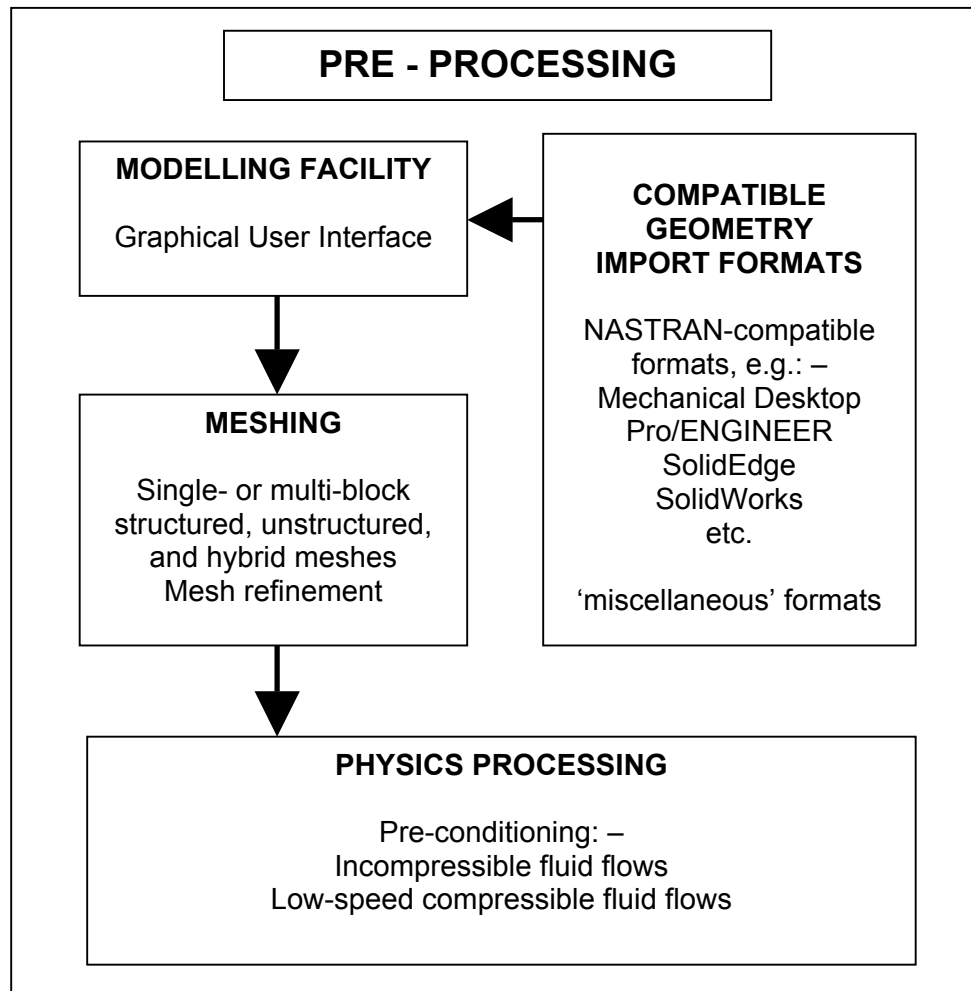 PRE - PROCESSING
MODELLING FACILITY
Graphical User Interface
COMPATIBLE
GEOMETRY
IMPORT FORMATS
NASTRAN-compatible
formats, e.g.: –
Mechanical Desktop
Pro/ENGINEER
SolidEdge
SolidWorks
etc.
‘miscellaneous’ formats
MESHING
Single- or multi-block
structured, unstructured,
and hybrid meshes
Mesh refinement
PHYSICS PROCESSING
Pre-conditioning: –
Incompressible fluid flows
Low-speed compressible fluid flows